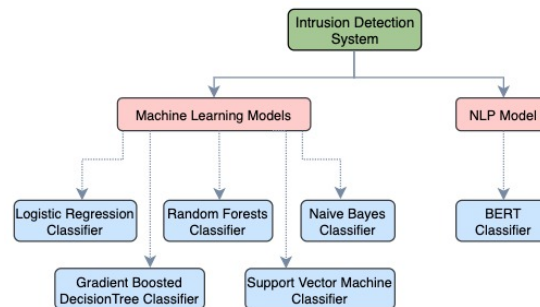 Intrusion Detection
System
Machine Learning Models
NLP Model
Logistic Regression
Classifier
Random Forests
Classifier
Naive Bayes
Classifier
BERT
Classifier
Gradient Boosted
DecisionTree Classifier
Support Vector Machine
Classifier